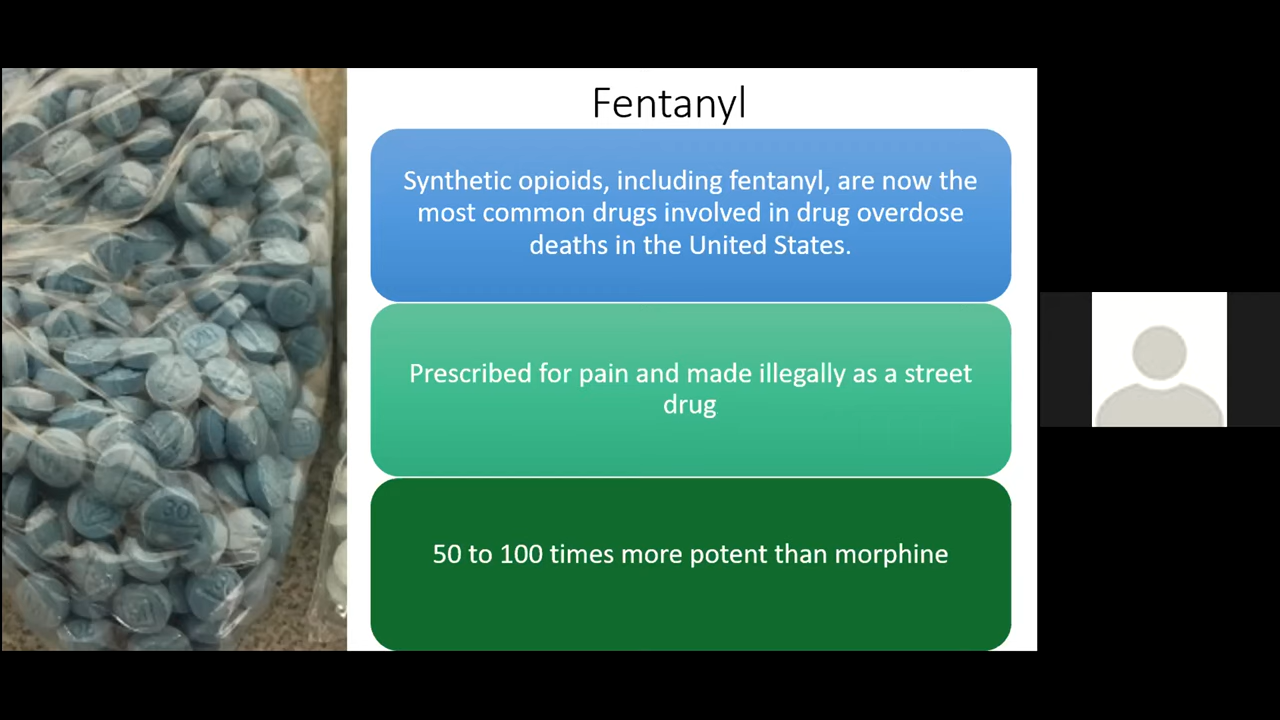 Fentanyl
Synthetic opioids, including fentanyl, are now the
most common drugs involved in drug overdose
deaths in the United States.
Prescribed for pain and made illegally as a street
drug
50 to 100 times more potent than morphine
30